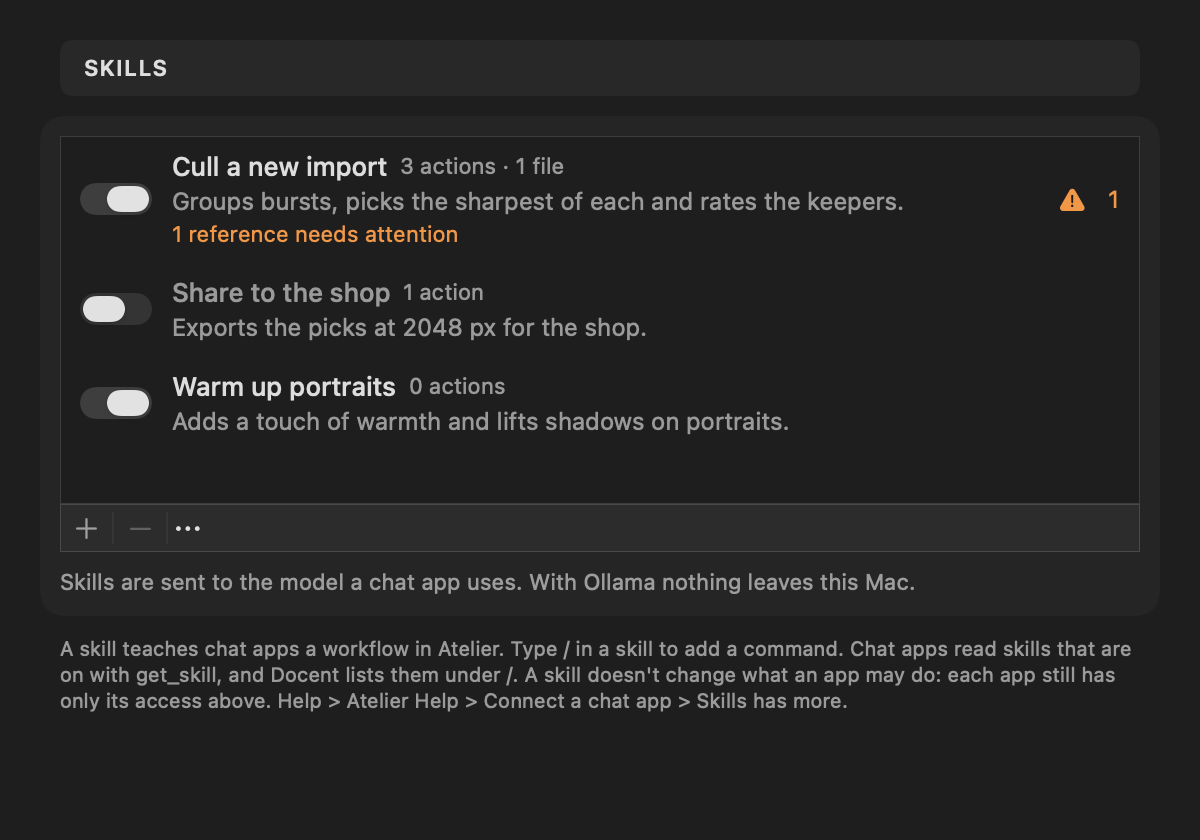 SKILLS
Cull a new import 3 actions · 1 file
Groups bursts, picks the sharpest of each and rates the keepers.
1
1 reference needs attention
Share to the shop 1 action
Exports the picks at 2048 px for the shop.
Warm up portraits 0 actions
Adds a touch of warmth and lifts shadows on portraits.
Skills are sent to the model a chat app uses. With Ollama nothing leaves this Mac.
A skill teaches chat apps a workflow in Atelier. Type / in a skill to add a command. Chat apps read skills that are
on with get_skill, and Docent lists them under /. A skill doesn't change what an app may do: each app still has
only its access above. Help > Atelier Help > Connect a chat app > Skills has more.